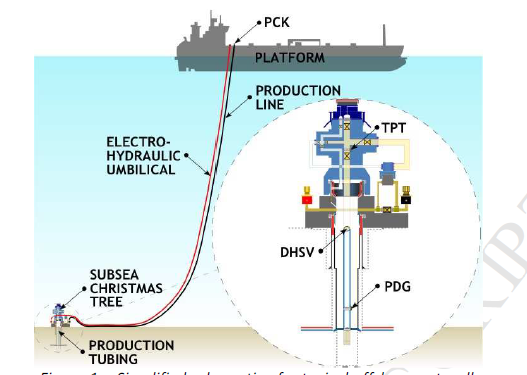 PCK
PLATFORM
PRODUCTION
LINE
ELECTRO-
HYDRAULIC
UMBILICAL
TPT
DHSV
PDG
SUBSEA
CHRISTMAS
TREE
PRODUCTION
TUBING